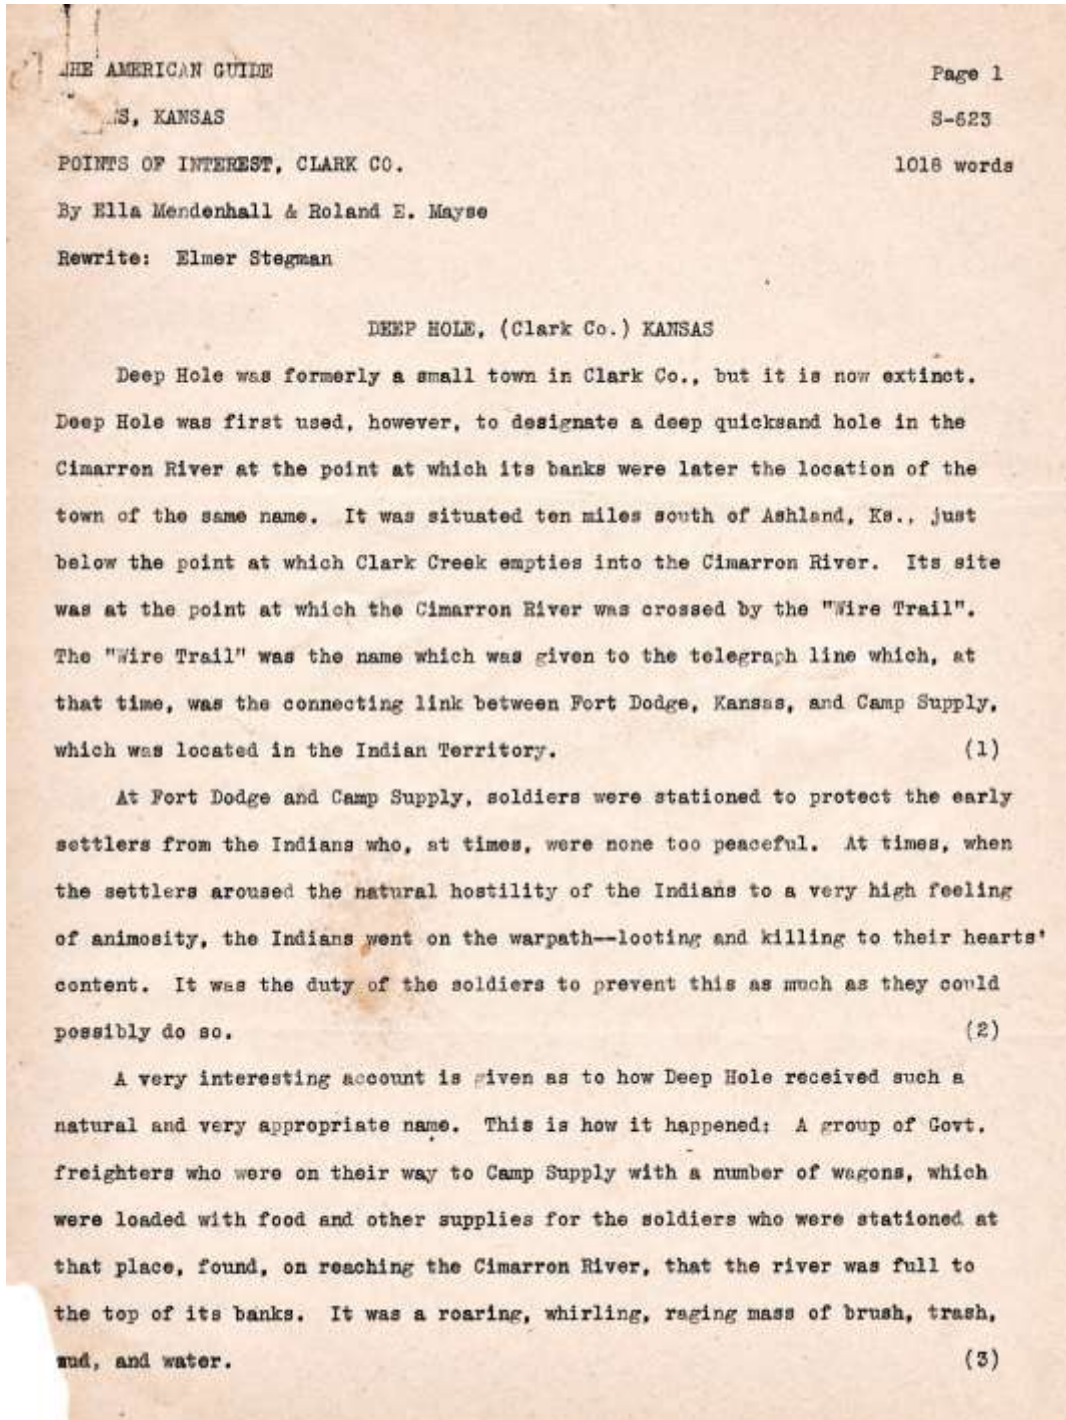 THE AMERICAN GUIDE
Page 1
S, KANSAS
S-623
POINTS OF INTEREST, CLARK CO.
1018 words
By Ella Mendenhall & Roland E. Mayse
Rewrite: Elmer Stegman
DEEP HOLE, (Clark Co.) KANSAS
Deep Hole was formerly a small town in Clark Co., but it is now extinct.
Deep Hole was first used, however, to designate a deep quicksand hole in the
Cimarron River at the point at which its banks were later the location of the
town of the same name. It was situated ten miles south of Ashland, Ks., just
below the point at which Clark Creek empties into the Cimarron River. Its site
was at the point at which the Cimarron River was crossed by the "Wire Trail".
The "Wire Trail" was the name which was given to the telegraph line which, at
that time, was the connecting link between Fort Dodge, Kansas, and Camp Supply,
which was located in the Indian Territory. (1)
At Fort Dodge and Camp Supply, soldiers were stationed to protect the early
settlers from the Indians who, at times, were none too peaceful. At times, when
the settlers aroused the natural hostility of the Indians to a very high feeling
of animosity, the Indians went on the warpath--looting and killing to their hearts'
content. It was the duty of the soldiers to prevent this as much as they could
possibly do so. (2)
A very interesting account is given as to how Deep Hole received such a
natural and very appropriate name. This is how it happened: A group of Govt.
freighters who were on their way to Camp Supply with a number of wagons, which
were loaded with food and other supplies for the soldiers who were stationed at
that place, found, on reaching the Cimarron River, that the river was full to
the top of its banks. It was a roaring, whirling, raging mass of brush, trash,
mud, and water. (3)